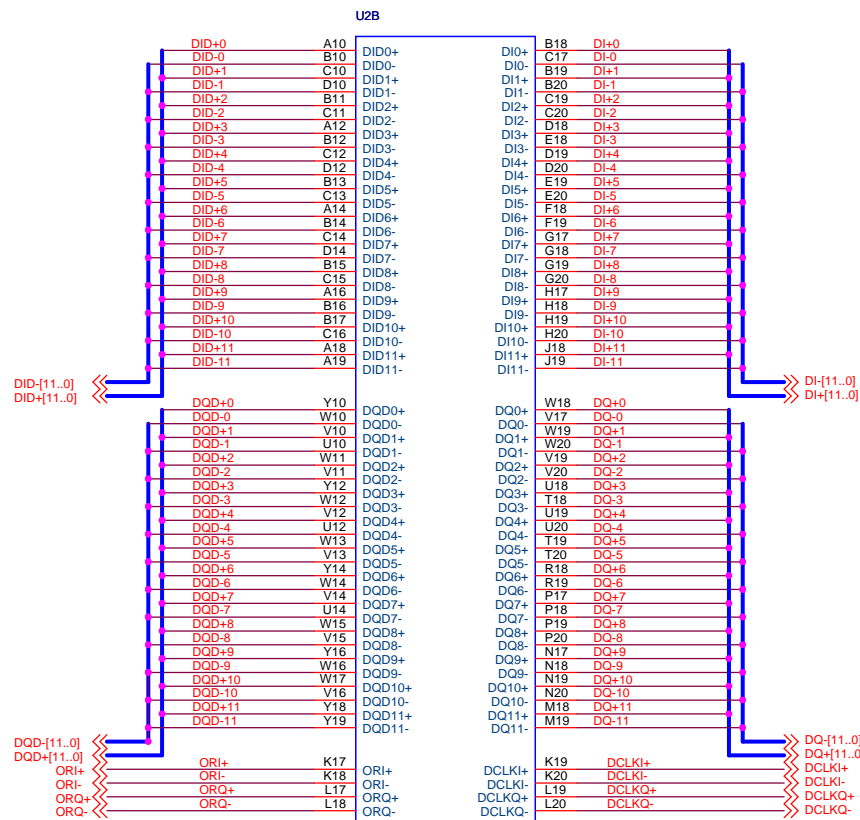 U2B
DID+0 A10 DID0+ DI0+ B18 DI+0
DID-0 B10 DID0- DI0- C17 DI-0
DID+1 C10 DID1+ DI1+ B19 DI+1
DID-1 D10 DID1- DI1- B20 DI-1
DID+2 B11 DID2+ DI2+ C19 DI+2
DID-2 C11 DID2- DI2- C20 DI-2
DID+3 A12 DID3+ DI3+ D18 DI+3
DID-3 B12 DID3- DI3- E18 DI-3
DID+4 C12 DID4+ DI4+ D19 DI+4
DID-4 D12 DID4- DI4- D20 DI-4
DID+5 B13 DID5+ DI5+ E19 DI+5
DID-5 C13 DID5- DI5- E20 DI-5
DID+6 A14 DID6+ DI6+ F18 DI+6
DID-6 B14 DID6- DI6- F19 DI-6
DID+7 C14 DID7+ DI7+ G17 DI+7
DID-7 D14 DID7- DI7- G18 DI-7
DID+8 B15 DID8+ DI8+ G19 DI+8
DID-8 C15 DID8- DI8- G20 DI-8
DID+9 A16 DID9+ DI9+ H17 DI+9
DID-9 B16 DID9- DI9- H18 DI-9
DID+10 B17 DID10+ DI10+ H19 DI+10
DID-10 C16 DID10- DI10- H20 DI-10
DID+11 A18 DID11+ DI11+ J18 DI+11
DID-11 A19 DID11- DI11- J19 DI-11
DID-[11..0] DI-[11..0]
DID+[11..0] DI+[11..0]
DQD+0 Y10 DQD0+ DQ0+ W18 DQ+0
DQD-0 W10 DQD0- DQ0- V17 DQ-0
DQD+1 V10 DQD1+ DQ1+ W19 DQ+1
DQD-1 U10 DQD1- DQ1- W20 DQ-1
DQD+2 W11 DQD2+ DQ2+ V19 DQ+2
DQD-2 V11 DQD2- DQ2- V20 DQ-2
DQD+3 Y12 DQD3+ DQ3+ U18 DQ+3
DQD-3 W12 DQD3- DQ3- T18 DQ-3
DQD+4 V12 DQD4+ DQ4+ U19 DQ+4
DQD-4 U12 DQD4- DQ4- U20 DQ-4
DQD+5 W13 DQD5+ DQ5+ T19 DQ+5
DQD-5 V13 DQD5- DQ5- T20 DQ-5
DQD+6 Y14 DQD6+ DQ6+ R18 DQ+6
DQD-6 W14 DQD6- DQ6- R19 DQ-6
DQD+7 V14 DQD7+ DQ7+ P17 DQ+7
DQD-7 U14 DQD7- DQ7- P18 DQ-7
DQD+8 W15 DQD8+ DQ8+ P19 DQ+8
DQD-8 V15 DQD8- DQ8- P20 DQ-8
DQD+9 Y16 DQD9+ DQ9+ N17 DQ+9
DQD-9 W16 DQD9- DQ9- N18 DQ-9
DQD+10 W17 DQD10+ DQ10+ N19 DQ+10
DQD-10 V16 DQD10- DQ10- N20 DQ-10
DQD+11 Y18 DQD11+ DQ11+ M18 DQ+11
DQD-11 Y19 DQD11- DQ11- M19 DQ-11
DQD-[11..0] DQ-[11..0]
DQD+[11..0] DQ+[11..0]
ORI+ ORI+ K17 ORI+ DCLKI+ K19 DCLKI+ DCLKI+
ORI- ORI- K18 ORI- DCLKI- K20 DCLKI- DCLKI-
ORQ+ ORQ+ L17 ORQ+ DCLKQ+ L19 DCLKQ+ DCLKQ+
ORQ- ORQ- L18 ORQ- DCLKQ- L20 DCLKQ- DCLKQ-